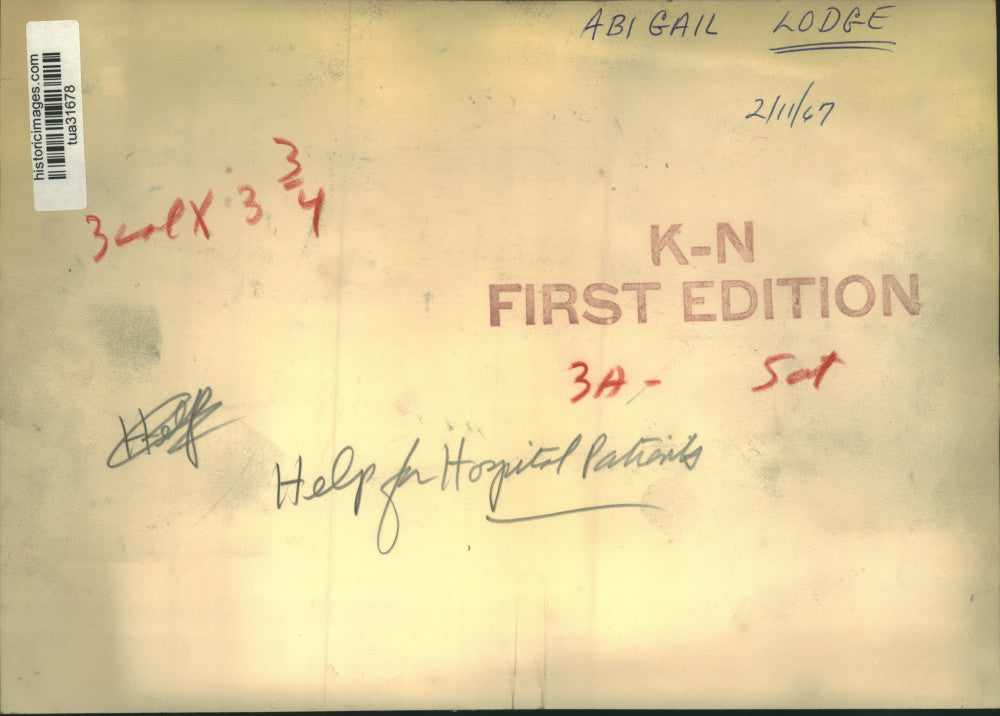 ABIGAIL LODGE
2/11/67
historicimages.com
tua31678
3 col X 3 3/4
K-N
FIRST EDITION
3A- Sat
Help
Help for Hospital Patients